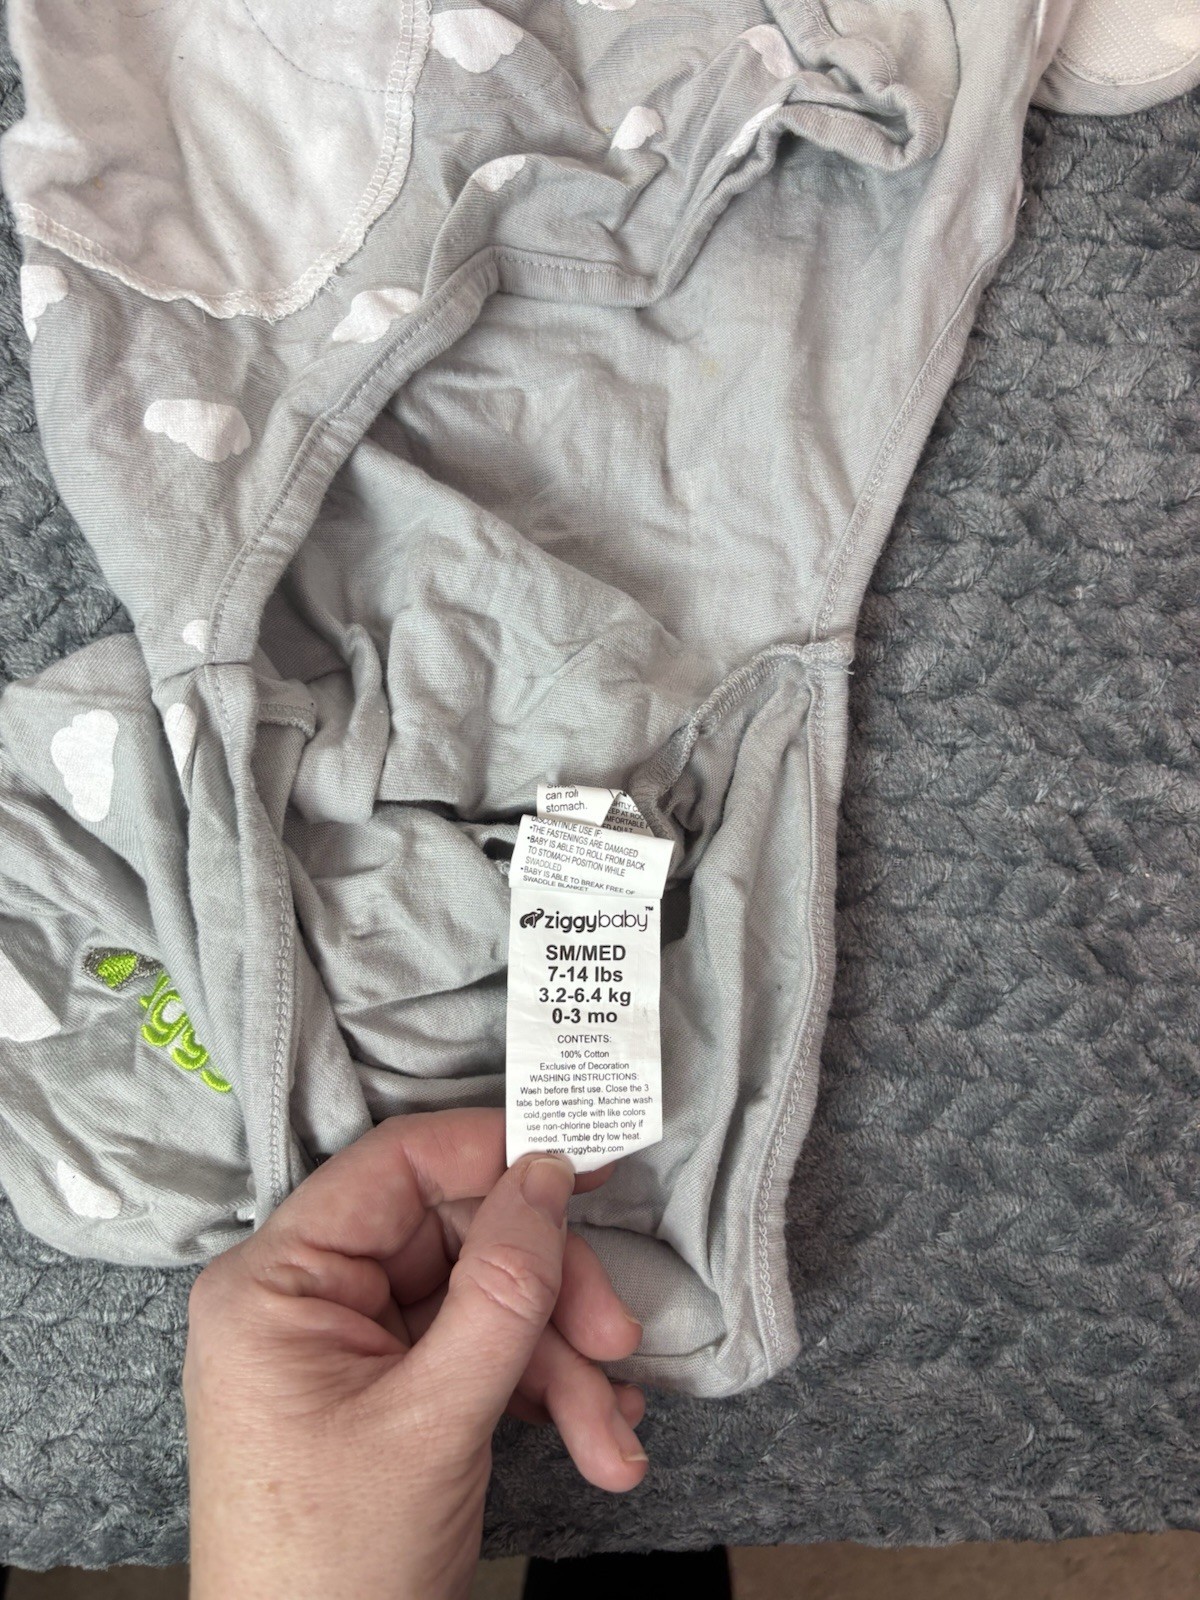 can roll
stomach.
DISCONTINUE USE IF:
•THE FASTENINGS ARE DAMAGED
•BABY IS ABLE TO ROLL FROM BACK
TO STOMACH POSITION WHILE
SWADDLED
•BABY IS ABLE TO BREAK FREE OF
SWADDLE BLANKET
ziggybaby™
SM/MED
7-14 lbs
3.2-6.4 kg
0-3 mo
CONTENTS:
100% Cotton
Exclusive of Decoration
WASHING INSTRUCTIONS:
Wash before first use. Close the 3
tabs before washing. Machine wash
cold,gentle cycle with like colors
use non-chlorine bleach only if
needed. Tumble dry low heat.
www.ziggybaby.com